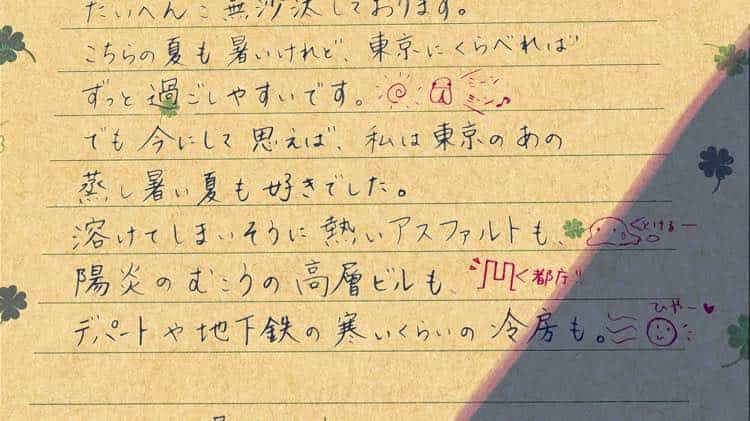 たいへんご無沙汰しております。
こちらの夏も暑いけれど、東京にくらべれば
ずっと過ごしやすいです。 ミーン ミーン♪
でも今にして思えば、私は東京のあの
蒸し暑い夏も好きでした。
溶けてしまいそうに熱いアスファルトも、 とけるー
陽炎のむこうの高層ビルも、 都庁!!
デパートや地下鉄の寒いくらいの冷房も。 ひやー♥